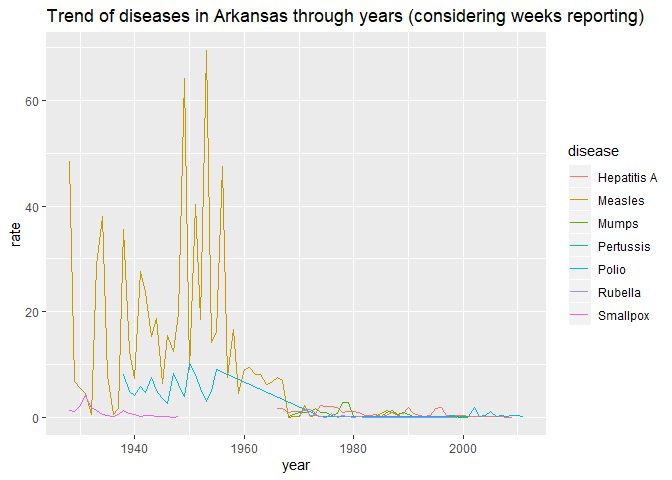 Trend of diseases in Arkansas through years (considering weeks reporting)
60
40
20
0
rate
1940
1960
1980
2000
year
disease
Hepatitis A
Measles
Mumps
Pertussis
Polio
Rubella
Smallpox